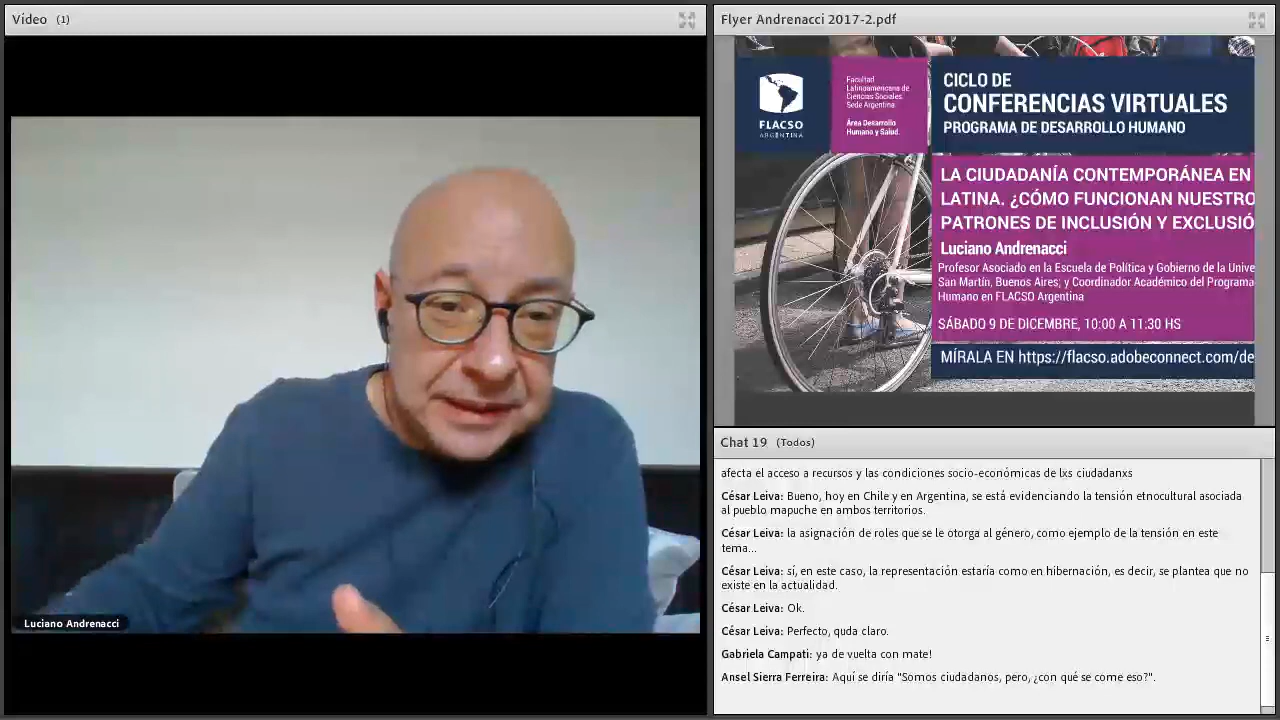 Vídeo (1)
Luciano Andrenacci
Flyer Andrenacci 2017-2.pdf
FLACSO
ARGENTINA
Facultad
Latinoamericana de
Ciencias Sociales.
Sede Argentina
Área Desarrollo
Humano y Salud.
CICLO DE
CONFERENCIAS VIRTUALES
PROGRAMA DE DESARROLLO HUMANO
LA CIUDADANÍA CONTEMPORÁNEA EN
LATINA. ¿CÓMO FUNCIONAN NUESTRO
PATRONES DE INCLUSIÓN Y EXCLUSIÓ
Luciano Andrenacci
Profesor Asociado en la Escuela de Política y Gobierno de la Unive
San Martín, Buenos Aires; y Coordinador Académico del Programa
Humano en FLACSO Argentina
SÁBADO 9 DE DICEMBRE, 10:00 A 11:30 HS
MÍRALA EN https://flacso.adobeconnect.com/de
Chat 19 (Todos)
afecta el acceso a recursos y las condiciones socio-económicas de lxs ciudadanxs
César Leiva: Bueno, hoy en Chile y en Argentina, se está evidenciando la tensión etnocultural asociada
al pueblo mapuche en ambos territorios.
César Leiva: la asignación de roles que se le otorga al género, como ejemplo de la tensión en este
tema...
César Leiva: sí, en este caso, la representación estaría como en hibernación, es decir, se plantea que no
existe en la actualidad.
César Leiva: Ok.
César Leiva: Perfecto, quda claro.
Gabriela Campati: ya de vuelta con mate!
Ansel Sierra Ferreira: Aquí se diría "Somos ciudadanos, pero, ¿con qué se come eso?".